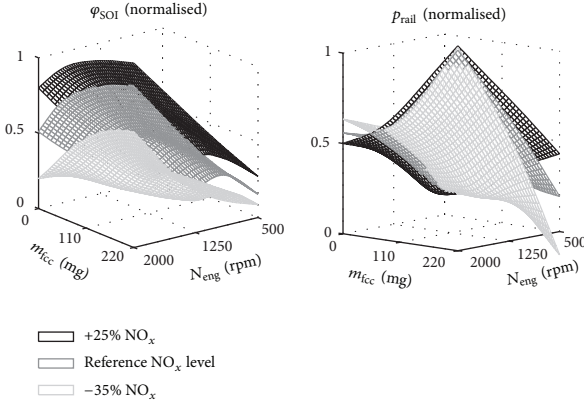 φSOI (normalised)
1
0.5
0
0
110
220
mfcc (mg)
2000
1250
500
Neng (rpm)
prail (normalised)
1
0.5
0
0
110
220
mfcc (mg)
2000
1250
500
Neng (rpm)
+25% NOx
Reference NOx level
−35% NOx